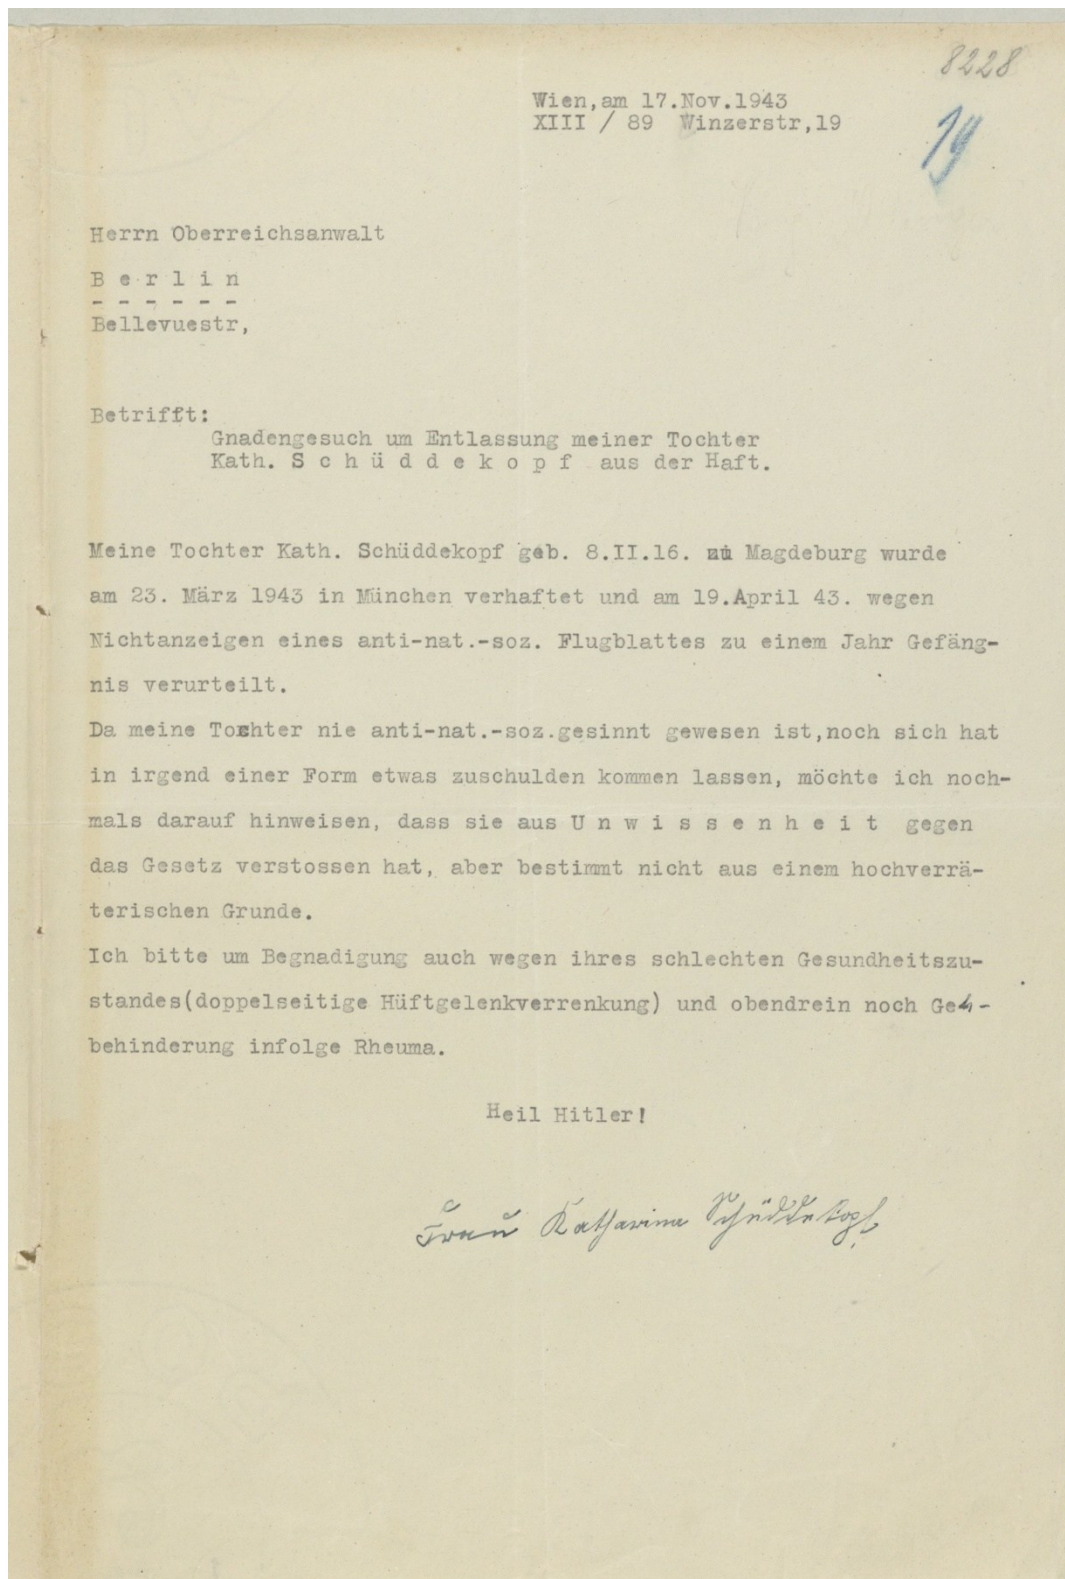 8228
Wien,am 17.Nov.1943
XIII / 89 Winzerstr,19
19
Herrn Oberreichsanwalt
B e r l i n
- - - - - -
Bellevuestr,
Betrifft:
Gnadengesuch um Entlassung meiner Tochter
Kath. S c h ü d d e k o p f aus der Haft.
Meine Tochter Kath. Schüddekopf geb. 8.II.16. zu Magdeburg wurde
am 23. März 1943 in München verhaftet und am 19.April 43. wegen
Nichtanzeigen eines anti-nat.-soz. Flugblattes zu einem Jahr Gefäng-
nis verurteilt.
Da meine Tochter nie anti-nat.-soz.gesinnt gewesen ist,noch sich hat
in irgend einer Form etwas zuschulden kommen lassen, möchte ich noch-
mals darauf hinweisen, dass sie aus U n w i s s e n h e i t gegen
das Gesetz verstossen hat, aber bestimmt nicht aus einem hochverrä-
terischen Grunde.
Ich bitte um Begnadigung auch wegen ihres schlechten Gesundheitszu-
standes(doppelseitige Hüftgelenkverrenkung) und obendrein noch Geh-
behinderung infolge Rheuma.
Heil Hitler!
Frau Katharina Schüddekopf